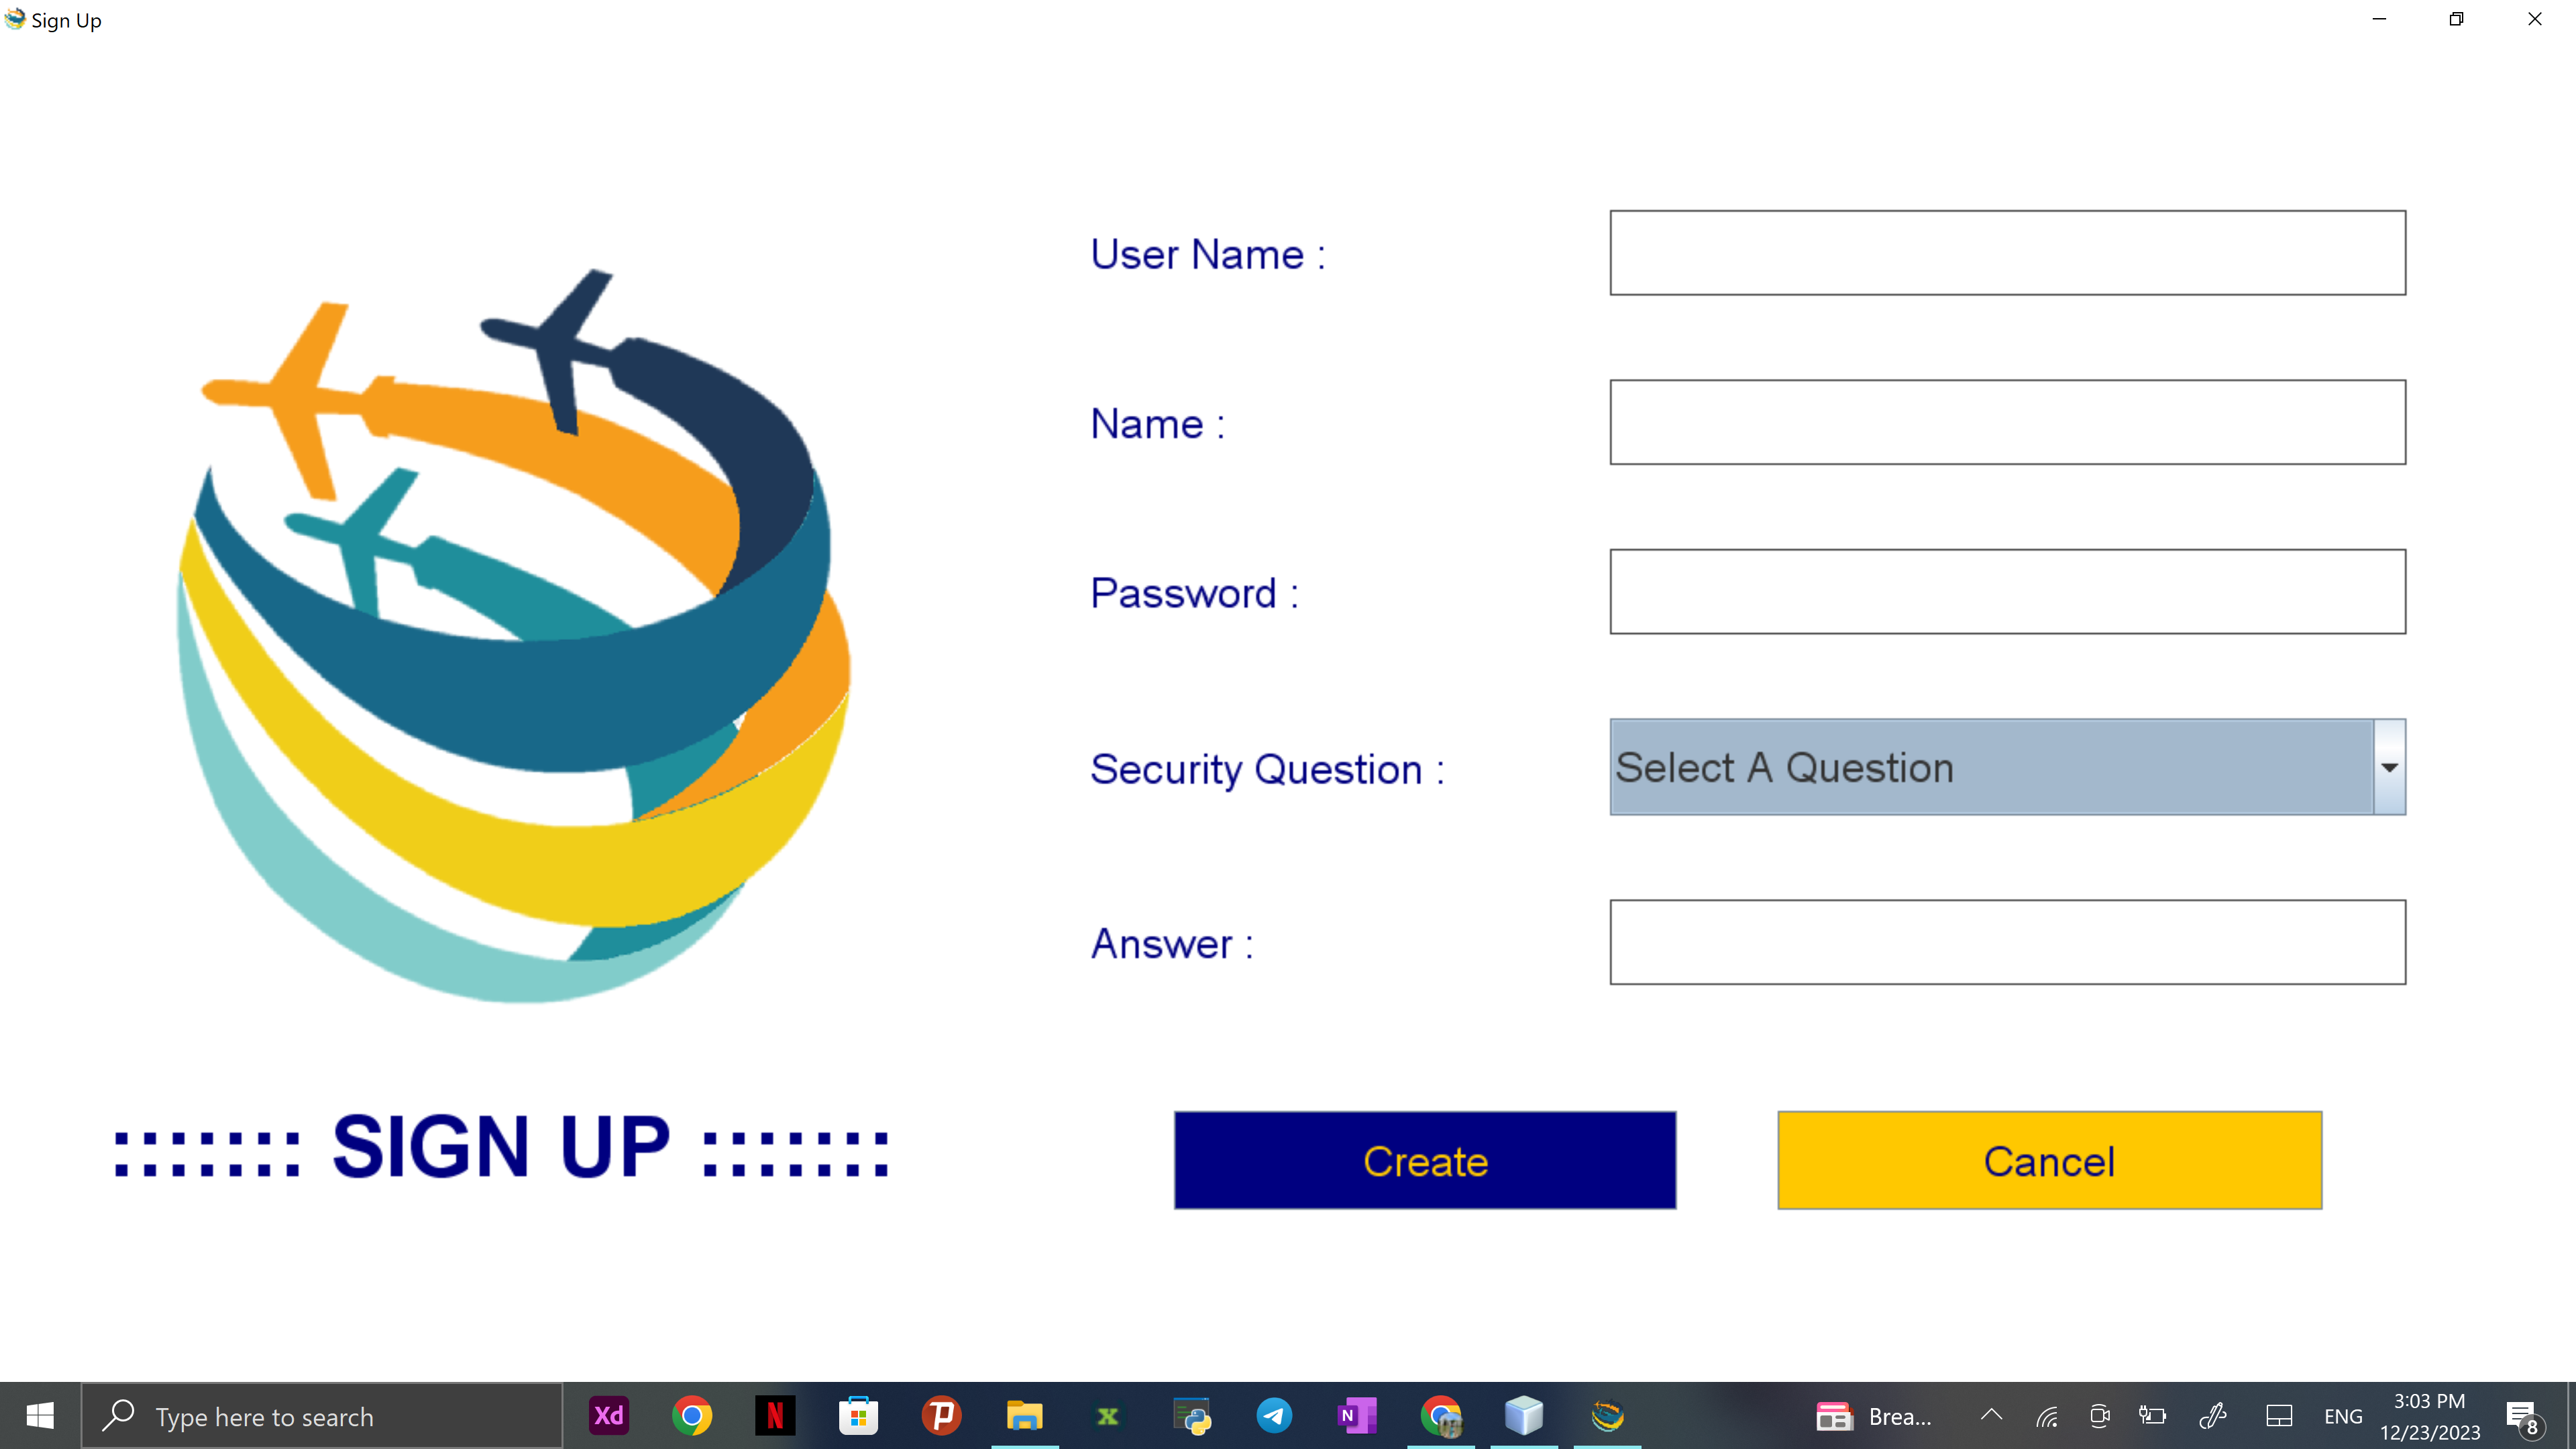 Sign Up
User Name :
Name :
Password :
Security Question :
Select A Question
Answer :
::::::: SIGN UP :::::::
Create
Cancel
Type here to search
Xd
N
P
X
N
Brea...
ENG
3:03 PM
12/23/2023
8